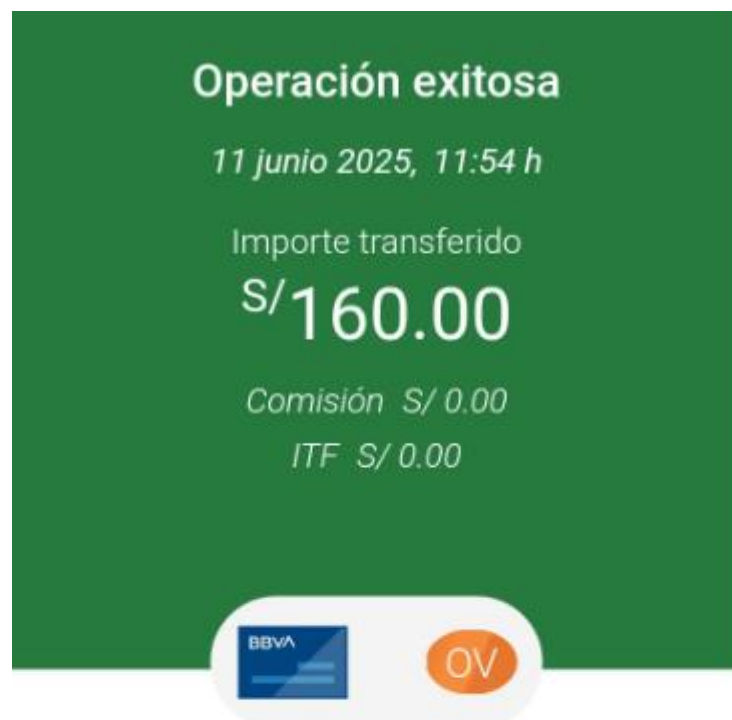 Operación exitosa
11 junio 2025, 11:54 h
Importe transferido
S/160.00
Comisión S/ 0.00
ITF S/ 0.00
BBVA
OV